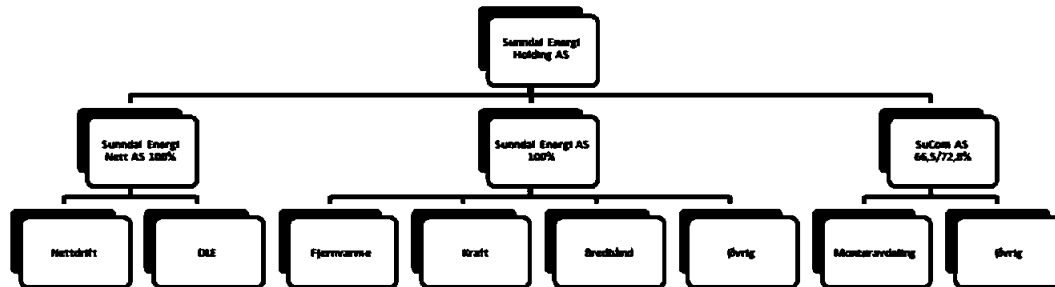 Sunndal Energi
Holding AS
Sunndal Energi
Nett AS 100%
Sunndal Energi AS
100%
SuCom AS
66,5/72,8%
Nettdrift
DLE
Fjernvarme
Kraft
Bredbånd
Øvrig
Montøravdeling
Øvrig